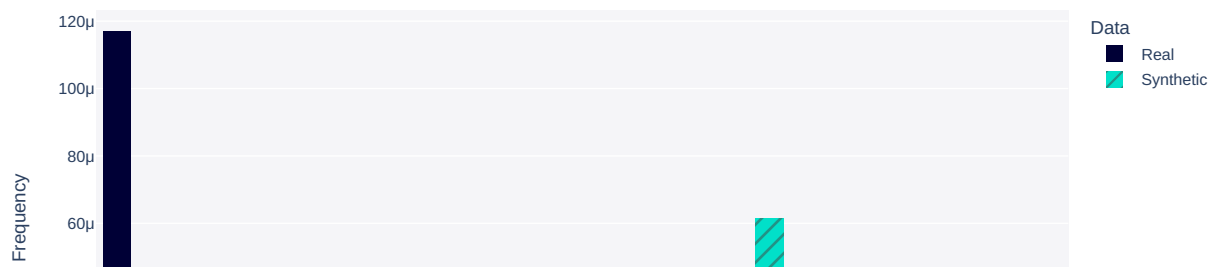 120μ
100μ
80μ
60μ
Frequency
Data
Real
Synthetic